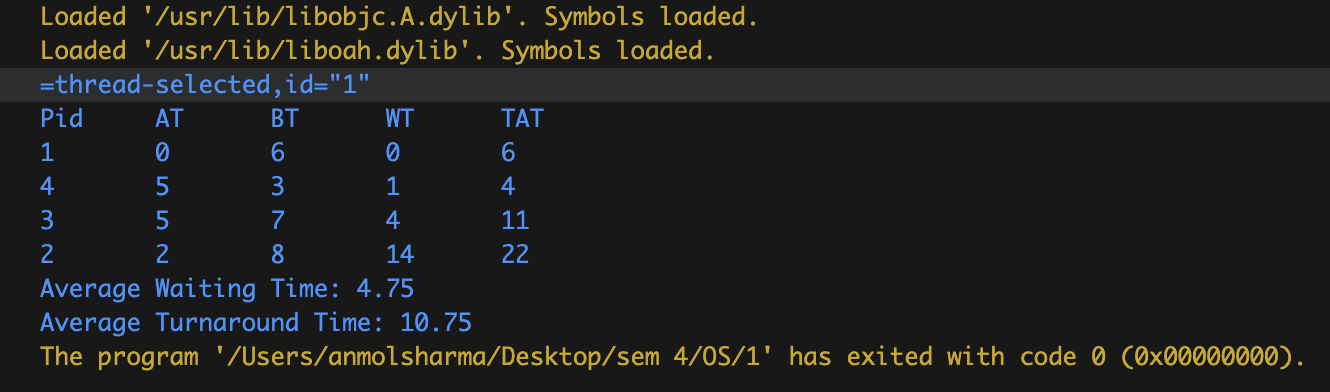 Loaded '/usr/lib/libobjc.A.dylib'. Symbols loaded.
Loaded '/usr/lib/liboah.dylib'. Symbols loaded.
=thread-selected,id="1"
Pid AT BT WT TAT
1 0 6 0 6
4 5 3 1 4
3 5 7 4 11
2 2 8 14 22
Average Waiting Time: 4.75
Average Turnaround Time: 10.75
The program '/Users/anmolsharma/Desktop/sem 4/OS/1' has exited with code 0 (0x00000000).